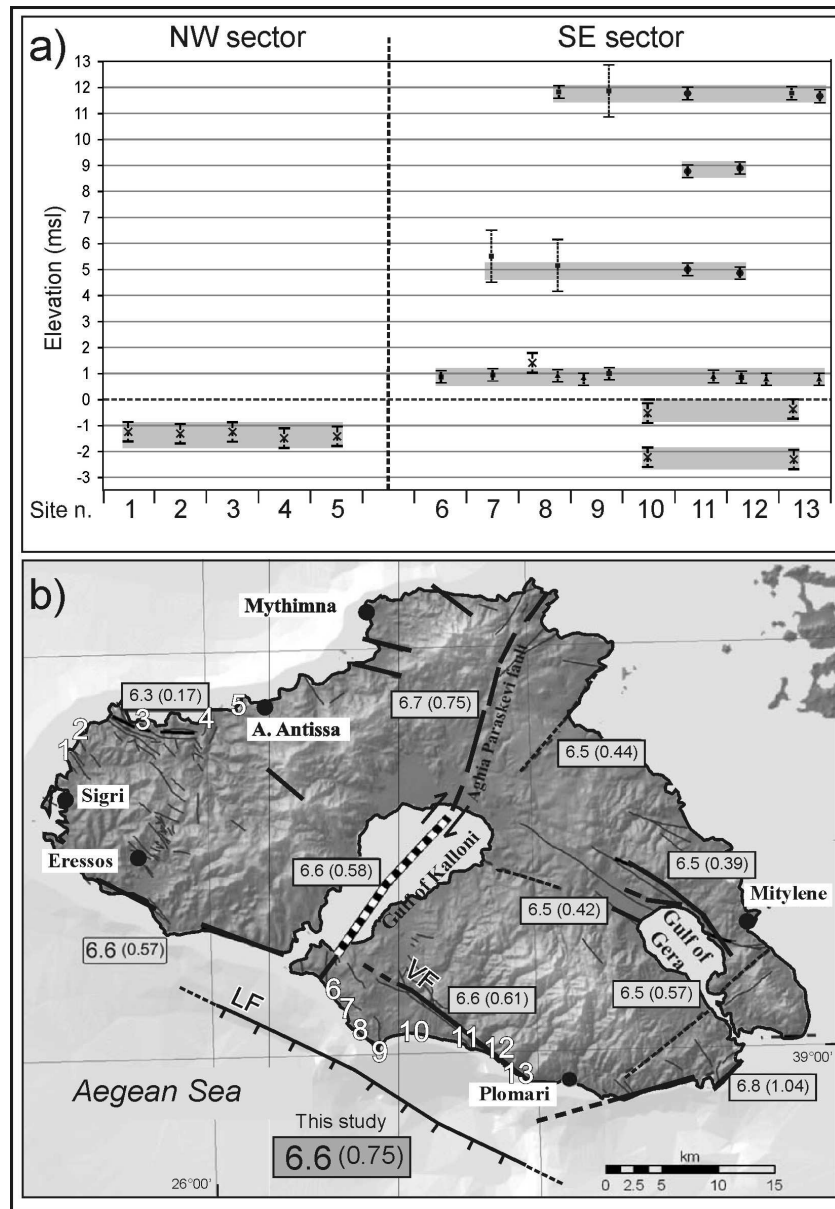 a)
NW sector
SE sector
13
12
11
10
9
8
7
6
5
4
3
2
1
0
-1
-2
-3
Elevation (msl)
Site n. 1 2 3 4 5 6 7 8 9 10 11 12 13
b)
Mythimna
6.3 (0.17)
5
1 2 3 4
A. Antissa
6.7 (0.75)
Aghia Paraskevi fault
6.5 (0.44)
Sigri
Eressos
6.6 (0.58)
Gulf of Kalloni
6.5 (0.39)
6.5 (0.42)
Mitylene
Gulf of
Gera
6.6 (0.57)
VF
6.6 (0.61)
6.5 (0.57)
LF
6
7
8
9
10
11
12
13
39°00'
Plomari
6.8 (1.04)
Aegean Sea
This study
6.6 (0.75)
km
0 2.5 5 10 15
26°00'